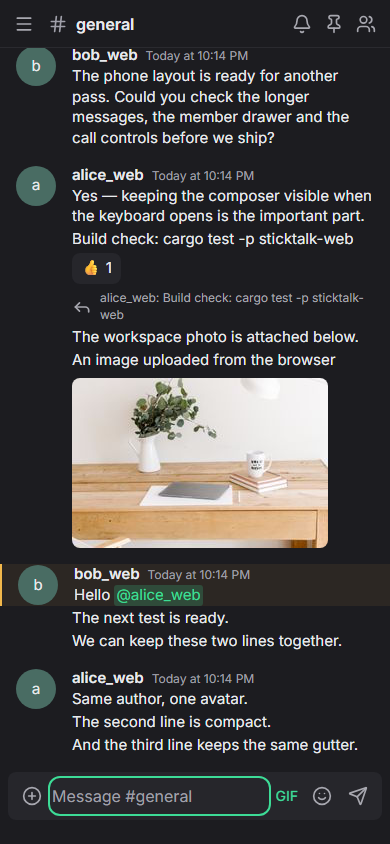 # general
bob_web Today at 10:14 PM
b
The phone layout is ready for another
pass. Could you check the longer
messages, the member drawer and the
call controls before we ship?
alice_web Today at 10:14 PM
a
Yes — keeping the composer visible when
the keyboard opens is the important part.
Build check: cargo test -p sticktalk-web
👍 1
alice_web: Build check: cargo test -p sticktalk-
web
The workspace photo is attached below.
An image uploaded from the browser
bob_web Today at 10:14 PM
b
Hello @alice_web
The next test is ready.
We can keep these two lines together.
alice_web Today at 10:14 PM
a
Same author, one avatar.
The second line is compact.
And the third line keeps the same gutter.
Message #general
GIF